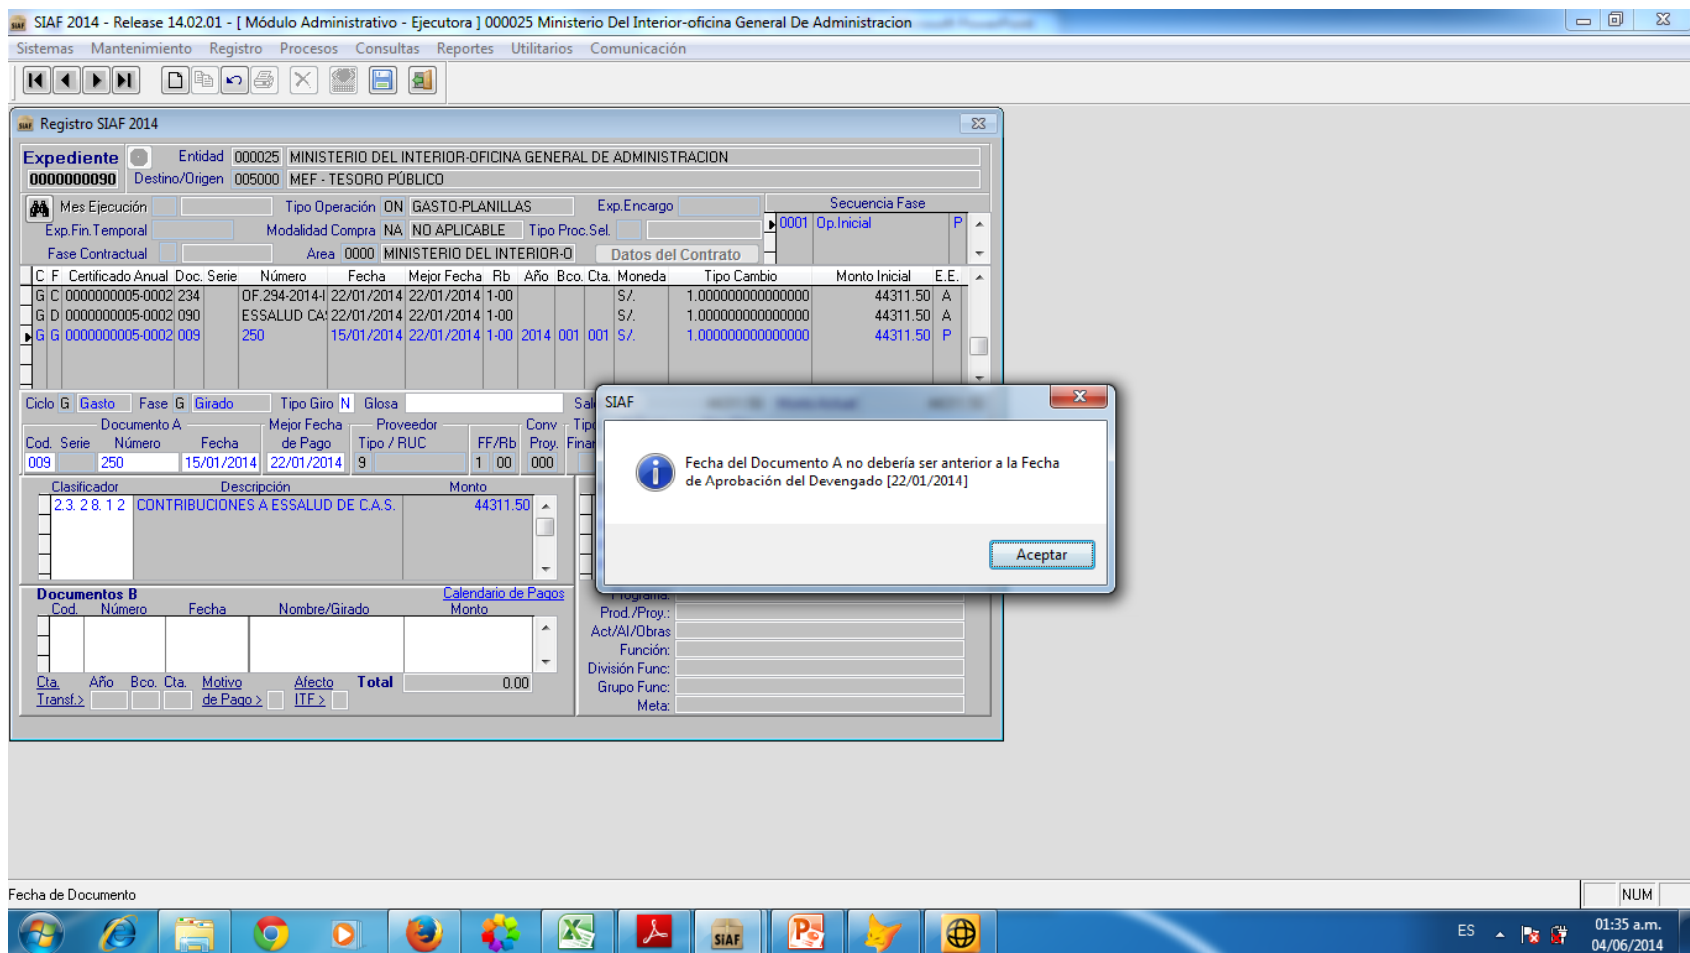 SIAF 2014 - Release 14.02.01 - [ Módulo Administrativo - Ejecutora ] 000025 Ministerio Del Interior-oficina General De Administracion
Sistemas Mantenimiento Registro Procesos Consultas Reportes Utilitarios Comunicación
Registro SIAF 2014
Expediente Entidad 000025 MINISTERIO DEL INTERIOR-OFICINA GENERAL DE ADMINISTRACION
0000000090 Destino/Origen 005000 MEF - TESORO PÚBLICO
Mes Ejecución Tipo Operación ON GASTO-PLANILLAS Exp.Encargo Secuencia Fase
0001 Op.Inicial P
Exp.Fin.Temporal Modalidad Compra NA NO APLICABLE Tipo Proc.Sel.
Fase Contractual Area 0000 MINISTERIO DEL INTERIOR-O Datos del Contrato
C F Certificado Anual Doc. Serie Número Fecha Mejor Fecha Rb Año Bco. Cta. Moneda Tipo Cambio Monto Inicial E.E.
G C 0000000005-0002 234 OF.294-2014-I 22/01/2014 22/01/2014 1-00 S/. 1.000000000000000 44311.50 A
G D 0000000005-0002 090 ESSALUD CA 22/01/2014 22/01/2014 1-00 S/. 1.000000000000000 44311.50 A
G G 0000000005-0002 009 250 15/01/2014 22/01/2014 1-00 2014 001 001 S/. 1.000000000000000 44311.50 P
Ciclo G Gasto Fase G Girado Tipo Giro N Glosa Sal
Documento A Mejor Fecha Proveedor Conv Tipo
Cod. Serie Número Fecha de Pago Tipo / RUC FF/Rb Proy. Finan
009 250 15/01/2014 22/01/2014 9 1 00 000
Clasificador Descripción Monto
2.3. 2 8. 1 2 CONTRIBUCIONES A ESSALUD DE C.A.S. 44311.50
SIAF
Fecha del Documento A no debería ser anterior a la Fecha
de Aprobación del Devengado [22/01/2014]
Aceptar
Documentos B Calendario de Pagos
Cod. Número Fecha Nombre/Girado Monto
Cta. Año Bco. Cta. Motivo Afecto Total 0.00
Transf.> de Pago > ITF >
Programa:
Prod./Proy.:
Act/AI/Obras
Función:
División Func:
Grupo Func:
Meta:
Fecha de Documento NUM
SIAF
ES 01:35 a.m.
04/06/2014